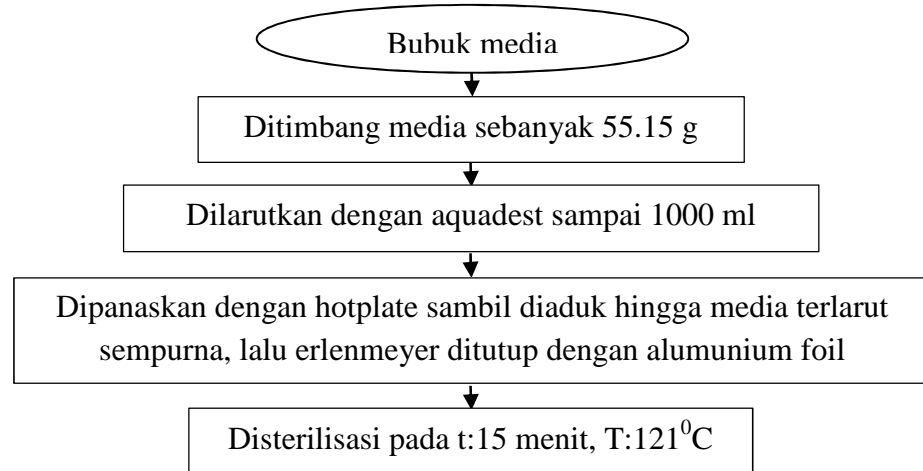 Bubuk media
Ditimbang media sebanyak 55.15 g
Dilarutkan dengan aquadest sampai 1000 ml
Dipanaskan dengan hotplate sambil diaduk hingga media terlarut
sempurna, lalu erlenmeyer ditutup dengan alumunium foil
Disterilisasi pada t:15 menit, T:121⁰C